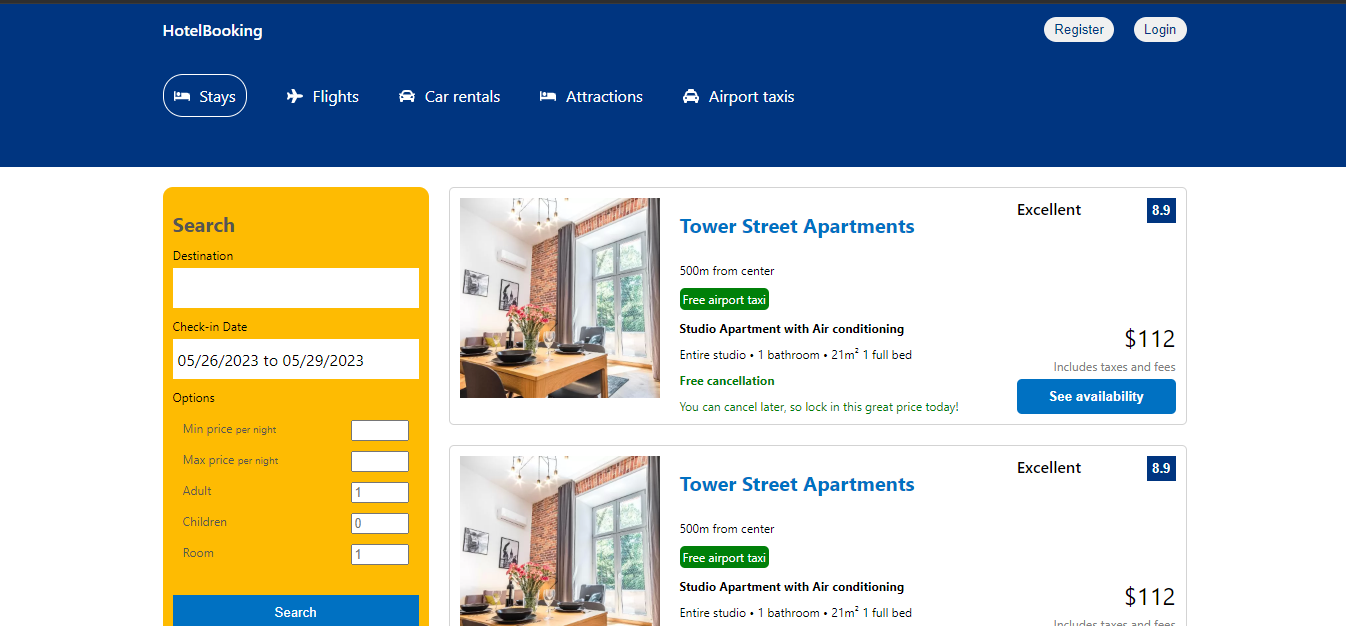 HotelBooking
Register
Login
Stays
Flights
Car rentals
Attractions
Airport taxis
Search
Destination
Check-in Date
05/26/2023 to 05/29/2023
Options
Min price per night
Max price per night
Adult
1
Children
0
Room
1
Search
Tower Street Apartments
500m from center
Free airport taxi
Studio Apartment with Air conditioning
Entire studio • 1 bathroom • 21m² 1 full bed
Free cancellation
You can cancel later, so lock in this great price today!
Excellent
8.9
$112
Includes taxes and fees
See availability
Tower Street Apartments
500m from center
Free airport taxi
Studio Apartment with Air conditioning
Entire studio • 1 bathroom • 21m² 1 full bed
Excellent
8.9
$112
Includes taxes and fees